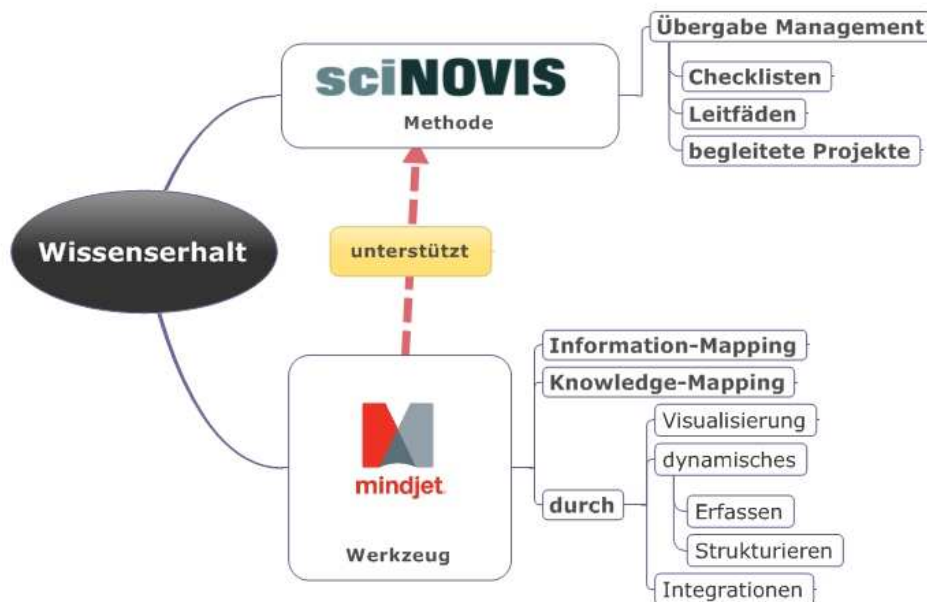 Wissenserhalt
sciNOVIS
Methode
Übergabe Management
Checklisten
Leitfäden
begleitete Projekte
unterstützt
mindjet
Werkzeug
Information-Mapping
Knowledge-Mapping
durch
Visualisierung
dynamisches
Erfassen
Strukturieren
Integrationen